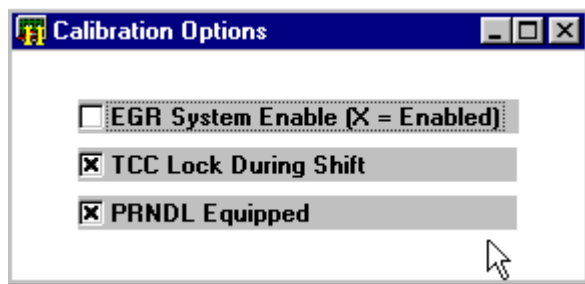 Calibration Options
EGR System Enable (X = Enabled)
TCC Lock During Shift
PRNDL Equipped